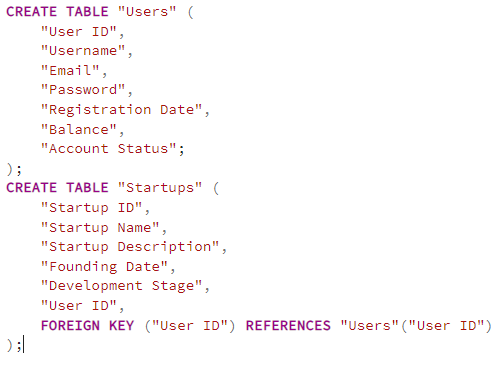 CREATE TABLE "Users" (
    "User ID",
    "Username",
    "Email",
    "Password",
    "Registration Date",
    "Balance",
    "Account Status";
);
CREATE TABLE "Startups" (
    "Startup ID",
    "Startup Name",
    "Startup Description",
    "Founding Date",
    "Development Stage",
    "User ID",
    FOREIGN KEY ("User ID") REFERENCES "Users"("User ID")
);